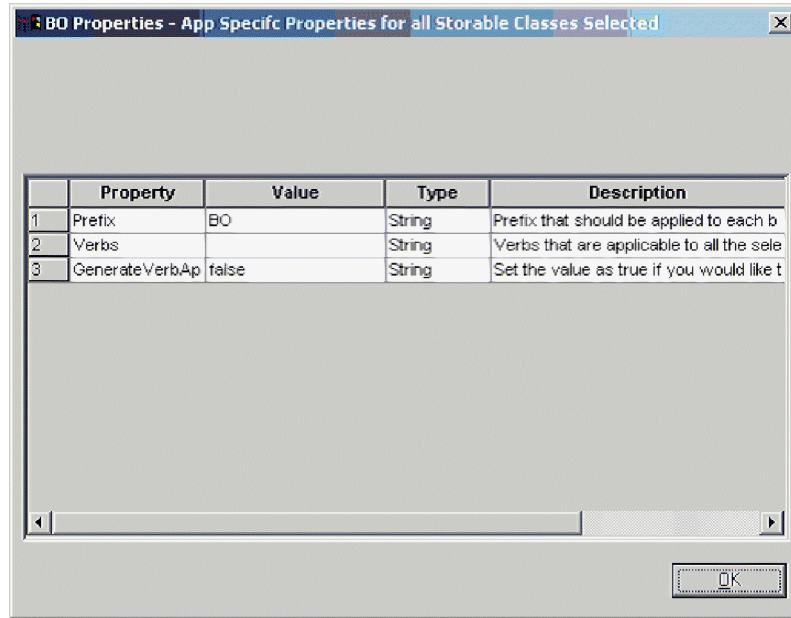 BO Properties - App Specifc Properties for all Storable Classes Selected
Property Value Type Description
1 Prefix BO String Prefix that should be applied to each b
2 Verbs String Verbs that are applicable to all the sele
3 GenerateVerbAp false String Set the value as true if you would like t
OK